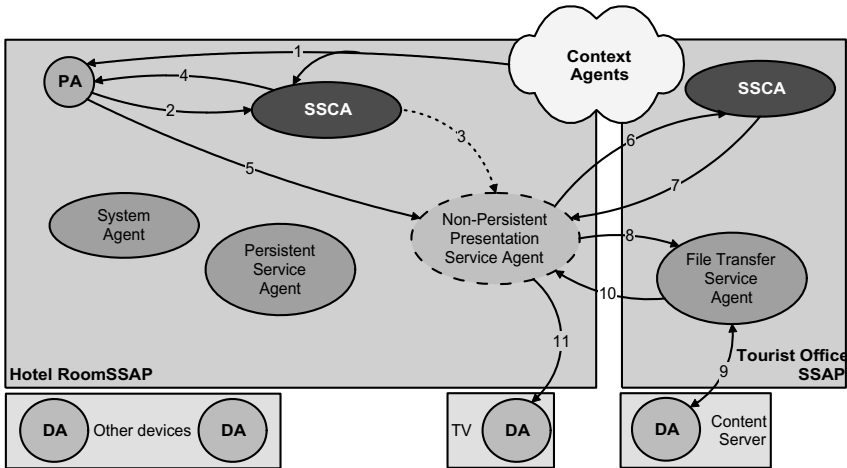 1
Context
Agents
PA
4
SSCA
SSCA
2
3
6
5
7
System
Agent
Non-Persistent
Presentation
Service Agent
8
Persistent
Service
Agent
File Transfer
Service
Agent
10
11
Hotel RoomSSAP
Tourist Office
SSAP
9
DA
Other devices
DA
TV
DA
DA
Content
Server